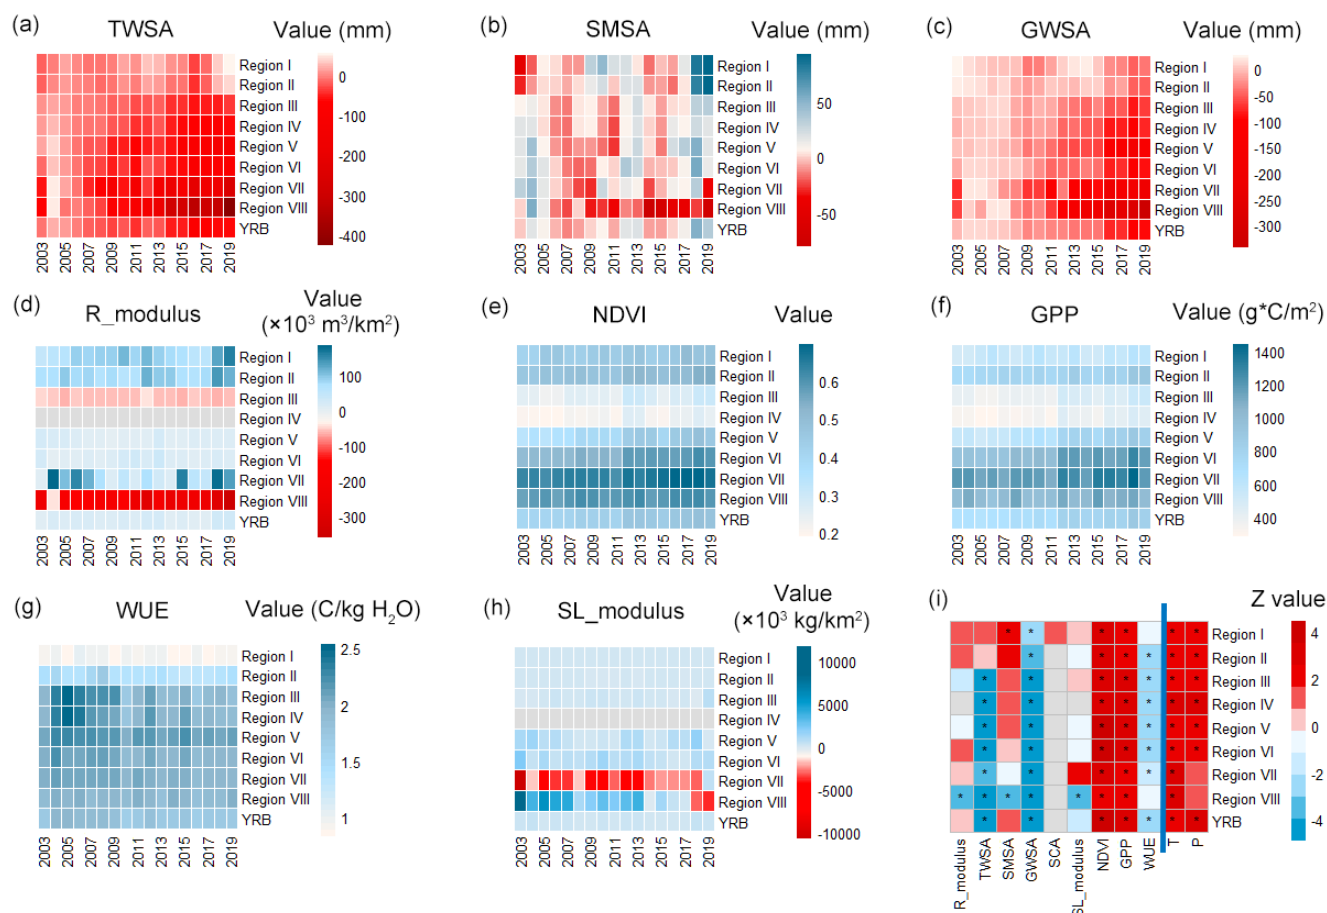 (a) TWSA Value (mm)
Region I
Region II
Region III
Region IV
Region V
Region VI
Region VII
Region VIII
YRB
0
-100
-200
-300
-400
2003 2005 2007 2009 2011 2013 2015 2017 2019
(b) SMSA Value (mm)
Region I
Region II
Region III
Region IV
Region V
Region VI
Region VII
Region VIII
YRB
50
0
-50
2003 2005 2007 2009 2011 2013 2015 2017 2019
(c) GWSA Value (mm)
Region I
Region II
Region III
Region IV
Region V
Region VI
Region VII
Region VIII
YRB
0
-50
-100
-150
-200
-250
-300
2003 2005 2007 2009 2011 2013 2015 2017 2019
(d) R_modulus Value
(×10³ m³/km²)
Region I
Region II
Region III
Region IV
Region V
Region VI
Region VII
Region VIII
YRB
100
0
-100
-200
-300
2003 2005 2007 2009 2011 2013 2015 2017 2019
(e) NDVI Value
Region I
Region II
Region III
Region IV
Region V
Region VI
Region VII
Region VIII
YRB
0.6
0.5
0.4
0.3
0.2
2003 2005 2007 2009 2011 2013 2015 2017 2019
(f) GPP Value (g*C/m²)
Region I
Region II
Region III
Region IV
Region V
Region VI
Region VII
Region VIII
YRB
1400
1200
1000
800
600
400
2003 2005 2007 2009 2011 2013 2015 2017 2019
(g) WUE Value (C/kg H₂O)
Region I
Region II
Region III
Region IV
Region V
Region VI
Region VII
Region VIII
YRB
2.5
2
1.5
1
2003 2005 2007 2009 2011 2013 2015 2017 2019
(h) SL_modulus Value
(×10³ kg/km²)
Region I
Region II
Region III
Region IV
Region V
Region VI
Region VII
Region VIII
YRB
10000
5000
0
-5000
-10000
2003 2005 2007 2009 2011 2013 2015 2017 2019
(i) Z value
* * * * * *
Region I
* * * * * *
Region II
* * * * * * *
Region III
* * * * * * *
Region IV
* * * * * * *
Region V
* * * * * * *
Region VI
* * * * * *
Region VII
* * * * * * * *
Region VIII
* * * * * * *
YRB
4
2
0
-2
-4
R_modulus TWSA SMSA GWSA SCA SL_modulus NDVI GPP WUE T P